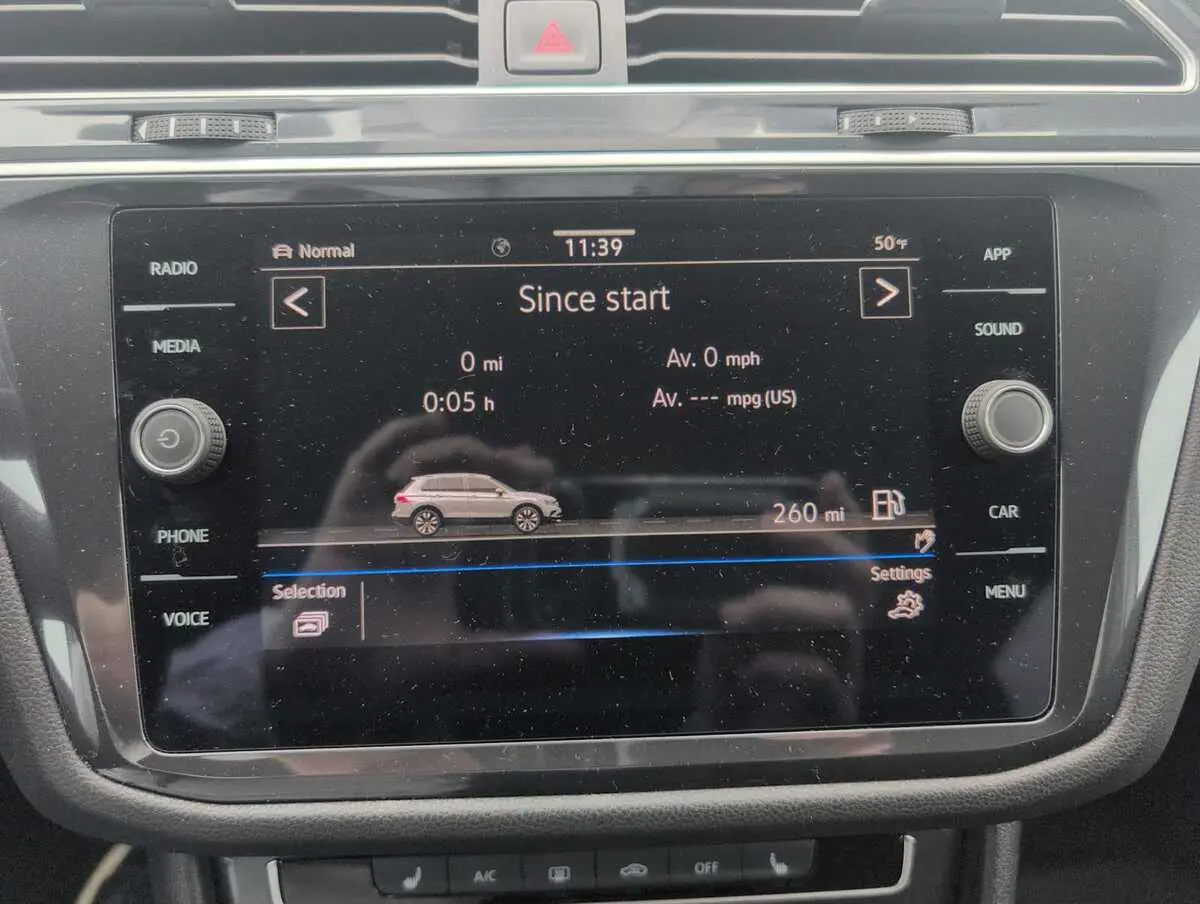 Normal 11:39 50°F
RADIO
APP
Since start
MEDIA
SOUND
0 mi Av. 0 mph
0:05 h Av. --- mpg (US)
260 mi
PHONE
CAR
Selection Settings
VOICE
MENU
A/C OFF